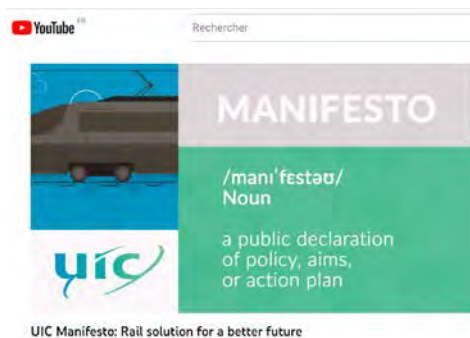 YouTube FR
Rechercher
MANIFESTO
/manɪˈfɛstəʊ/
Noun
a public declaration
of policy, aims,
or action plan
uic
UIC Manifesto: Rail solution for a better future